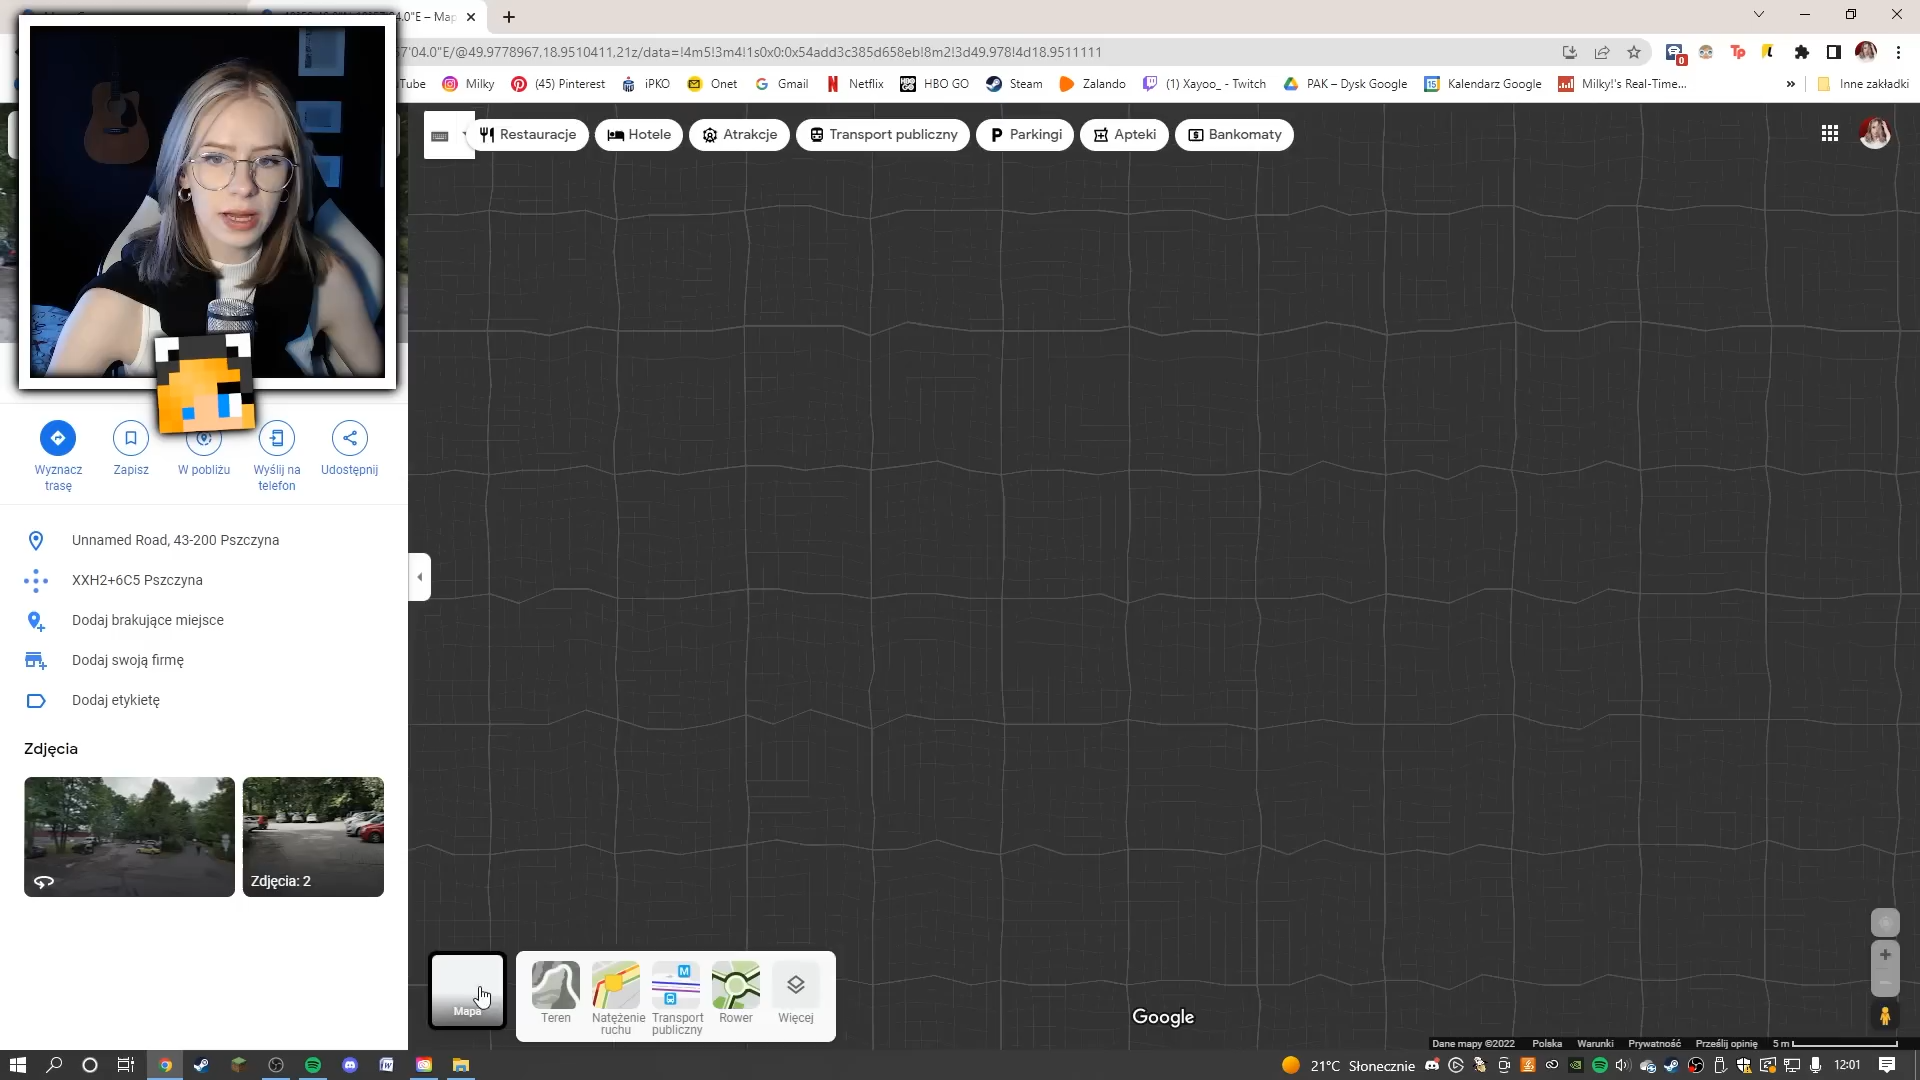 4.0"E – Map
7'04.0"E/@49.9778967,18.9510411,21z/data=!4m5!3m4!1s0x0:0x54add3c385d658eb!8m2!3d49.978!4d18.9511111
0
uTube
Milky
(45) Pinterest
iPKO
Onet
Gmail
Netflix
HBO GO
Steam
Zalando
(1) Xayoo_ - Twitch
PAK – Dysk Google
Kalendarz Google
Milky!'s Real-Time...
»
Inne zakładki
Restauracje
Hotele
Atrakcje
Transport publiczny
Parkingi
Apteki
Bankomaty
Wyznacz
trasę
Zapisz
W pobliżu
Wyślij na
telefon
Udostępnij
Unnamed Road, 43-200 Pszczyna
XXH2+6C5 Pszczyna
Dodaj brakujące miejsce
Dodaj swoją firmę
Dodaj etykietę
Zdjęcia
Zdjęcia: 2
Mapa
Teren
Natężenie
ruchu
M
Transport
publiczny
Rower
Więcej
Google
Dane mapy ©2022
Polska
Warunki
Prywatność
Prześlij opinię
5 m
21°C Słonecznie
12:01